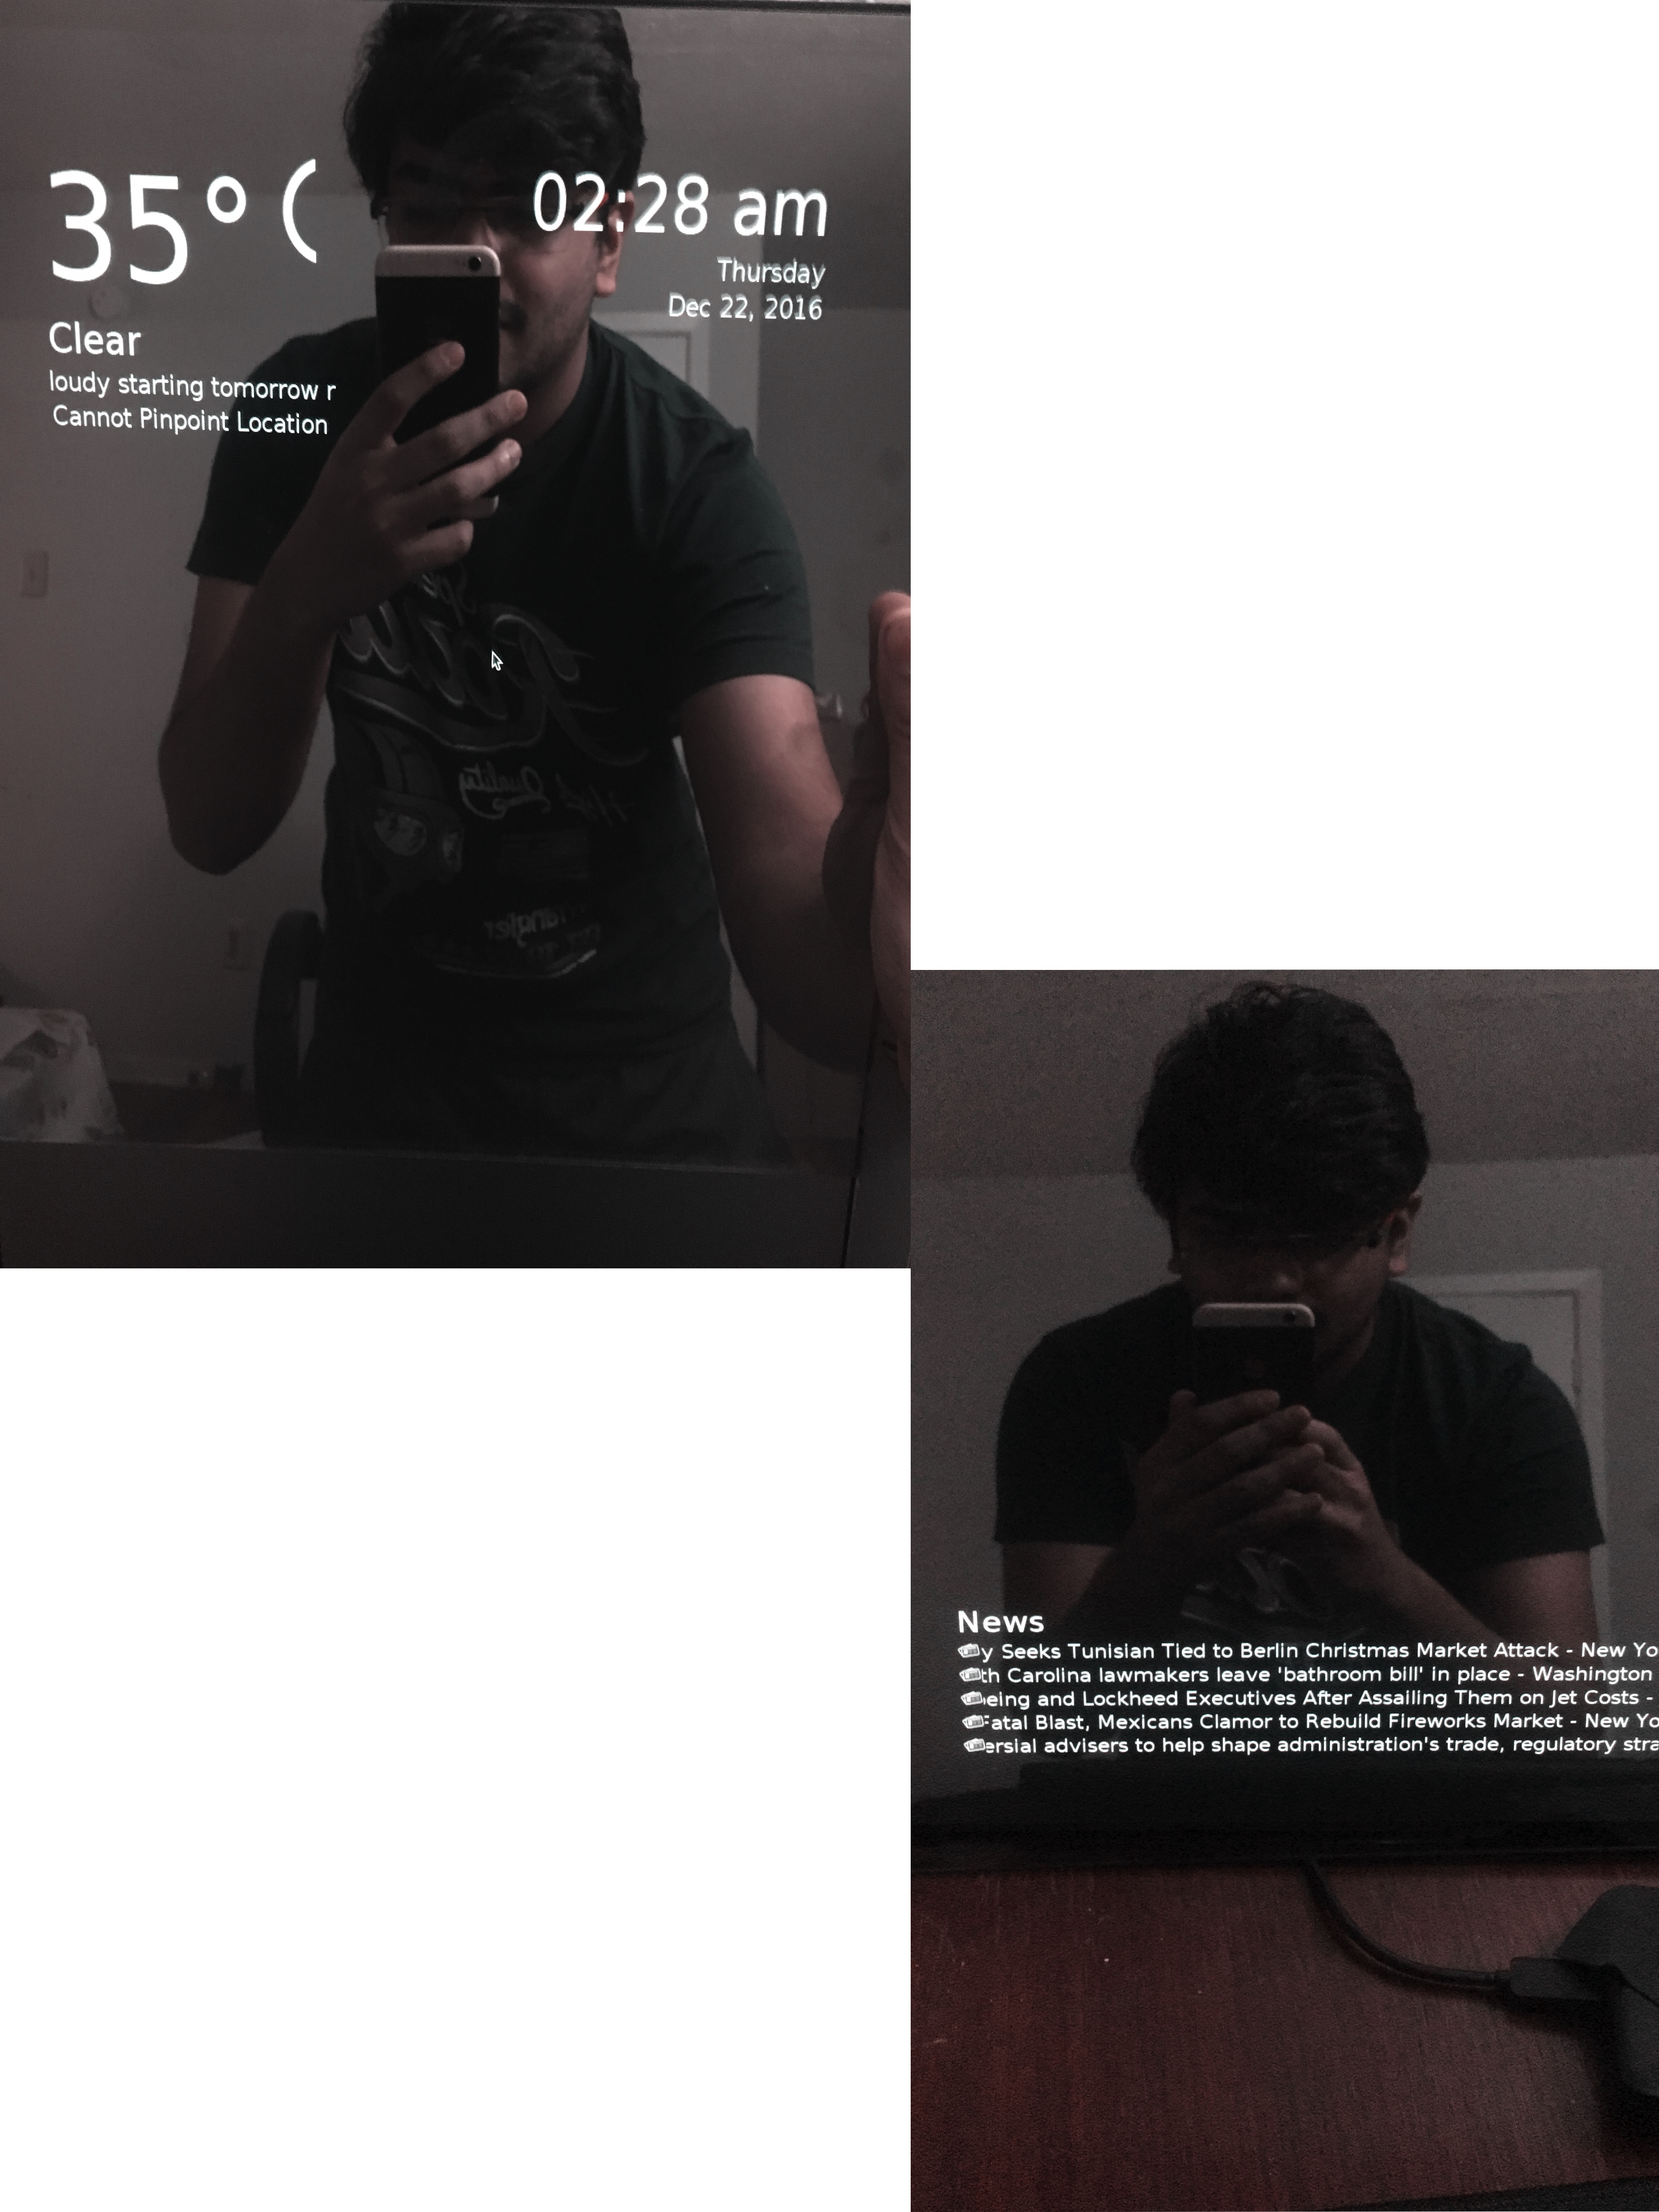 35°
02:28 am
Thursday
Dec 22, 2016
Clear
loudy starting tomorrow r
Cannot Pinpoint Location
Quality
News
y Seeks Tunisian Tied to Berlin Christmas Market Attack - New Yo
th Carolina lawmakers leave 'bathroom bill' in place - Washington
eing and Lockheed Executives After Assailing Them on Jet Costs -
Fatal Blast, Mexicans Clamor to Rebuild Fireworks Market - New Yo
ersial advisers to help shape administration's trade, regulatory stra